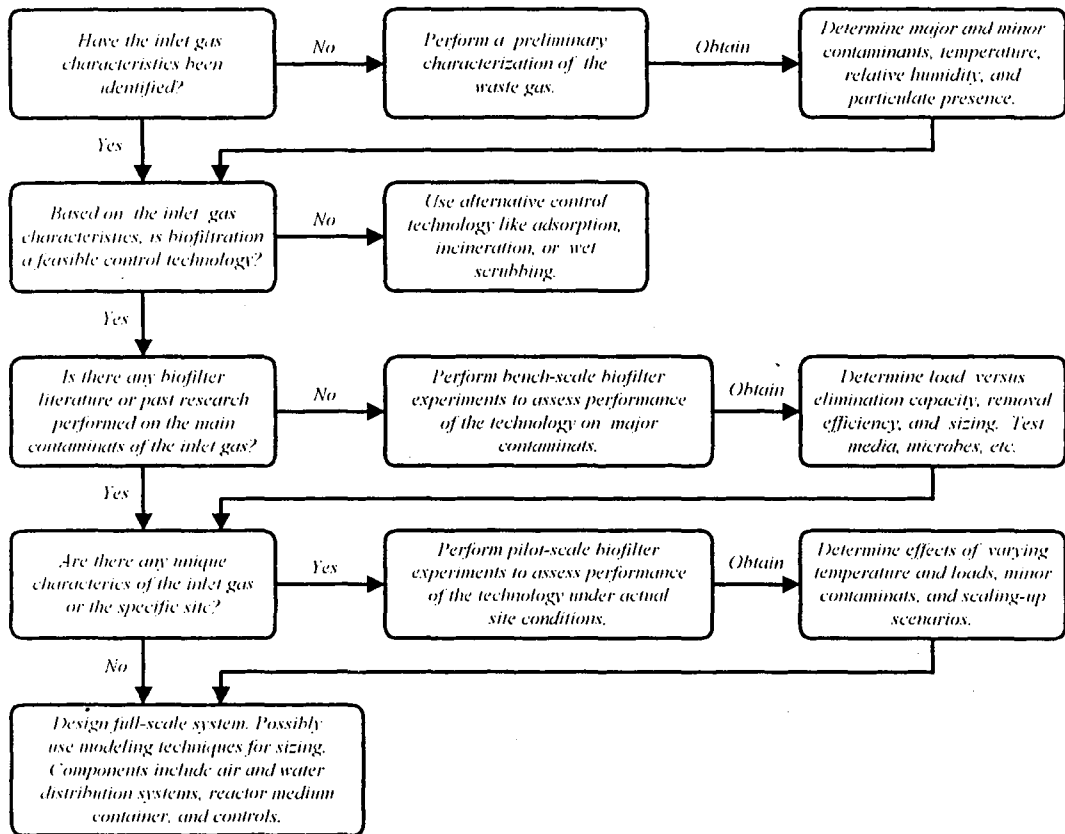 Have the inlet gas
characteristics been
identified?
No
Perform a preliminary
characterization of the
waste gas.
Obtain
Determine major and minor
contaminants, temperature,
relative humidity, and
particulate presence.
Yes
Based on the inlet gas
characteristics, is biofiltration
a feasible control technology?
No
Use alternative control
technology like adsorption,
incineration, or wet
scrubbing.
Yes
Is there any biofilter
literature or past research
performed on the main
contaminats of the inlet gas?
No
Perform bench-scale biofilter
experiments to assess performance
of the technology on major
contaminats.
Obtain
Determine load versus
elimination capacity, removal
efficiency, and sizing. Test
media, microbes, etc.
Yes
Are there any unique
characterics of the inlet gas
or the specific site?
Yes
Perform pilot-scale biofilter
experiments to assess performance
of the technology under actual
site conditions.
Obtain
Determine effects of varying
temperature and loads, minor
contaminats, and scaling-up
scenarios.
No
Design full-scale system. Possibly
use modeling techniques for sizing.
Components include air and water
distribution systems, reactor medium
container, and controls.